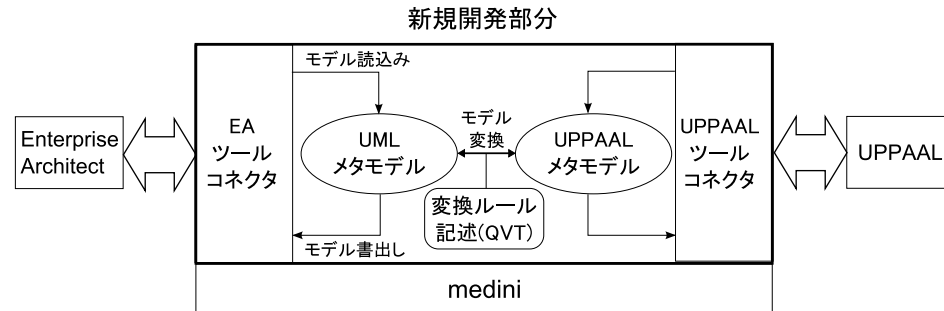 新規開発部分
モデル読込み
Enterprise
Architect
EA
ツール
コネクタ
UML
メタモデル
モデル
変換
UPPAAL
メタモデル
UPPAAL
ツール
コネクタ
UPPAAL
変換ルール
記述(QVT)
モデル書出し
medini